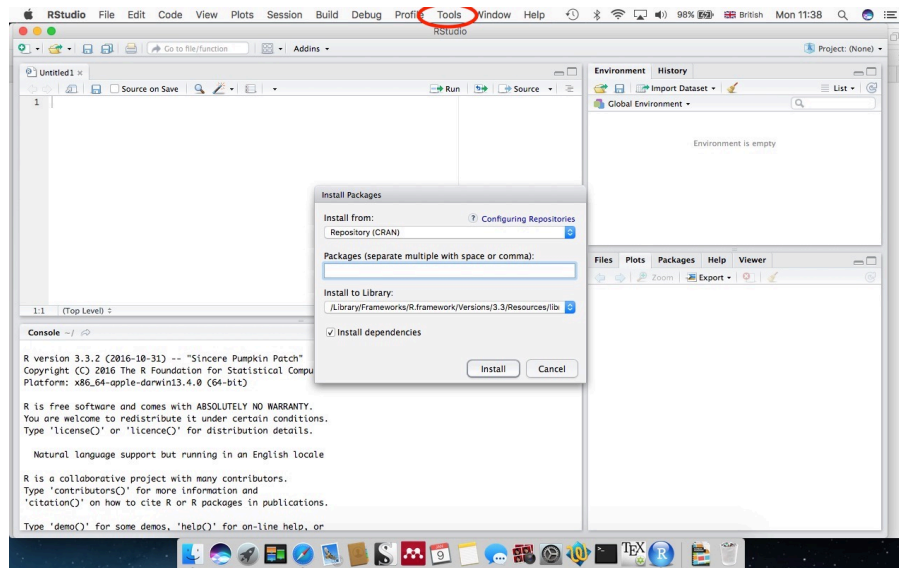 RStudio File Edit Code View Plots Session Build Debug Profile Tools Window Help 98% British Mon 11:38
RStudio
Go to file/function Addins Project: (None)
Untitled1
Source on Save Run Source
1
1:1 (Top Level)
Console ~/
R version 3.3.2 (2016-10-31) -- "Sincere Pumpkin Patch"
Copyright (C) 2016 The R Foundation for Statistical Compu
Platform: x86_64-apple-darwin13.4.0 (64-bit)
R is free software and comes with ABSOLUTELY NO WARRANTY.
You are welcome to redistribute it under certain conditions.
Type 'license()' or 'licence()' for distribution details.
Natural language support but running in an English locale
R is a collaborative project with many contributors.
Type 'contributors()' for more information and
'citation()' on how to cite R or R packages in publications.
Type 'demo()' for some demos, 'help()' for on-line help, or
Install Packages
Install from: ? Configuring Repositories
Repository (CRAN)
Packages (separate multiple with space or comma):
Install to Library:
/Library/Frameworks/R.framework/Versions/3.3/Resources/lib
Install dependencies
Install Cancel
Environment History
Import Dataset List
Global Environment
Environment is empty
Files Plots Packages Help Viewer
Zoom Export
9
TEX R